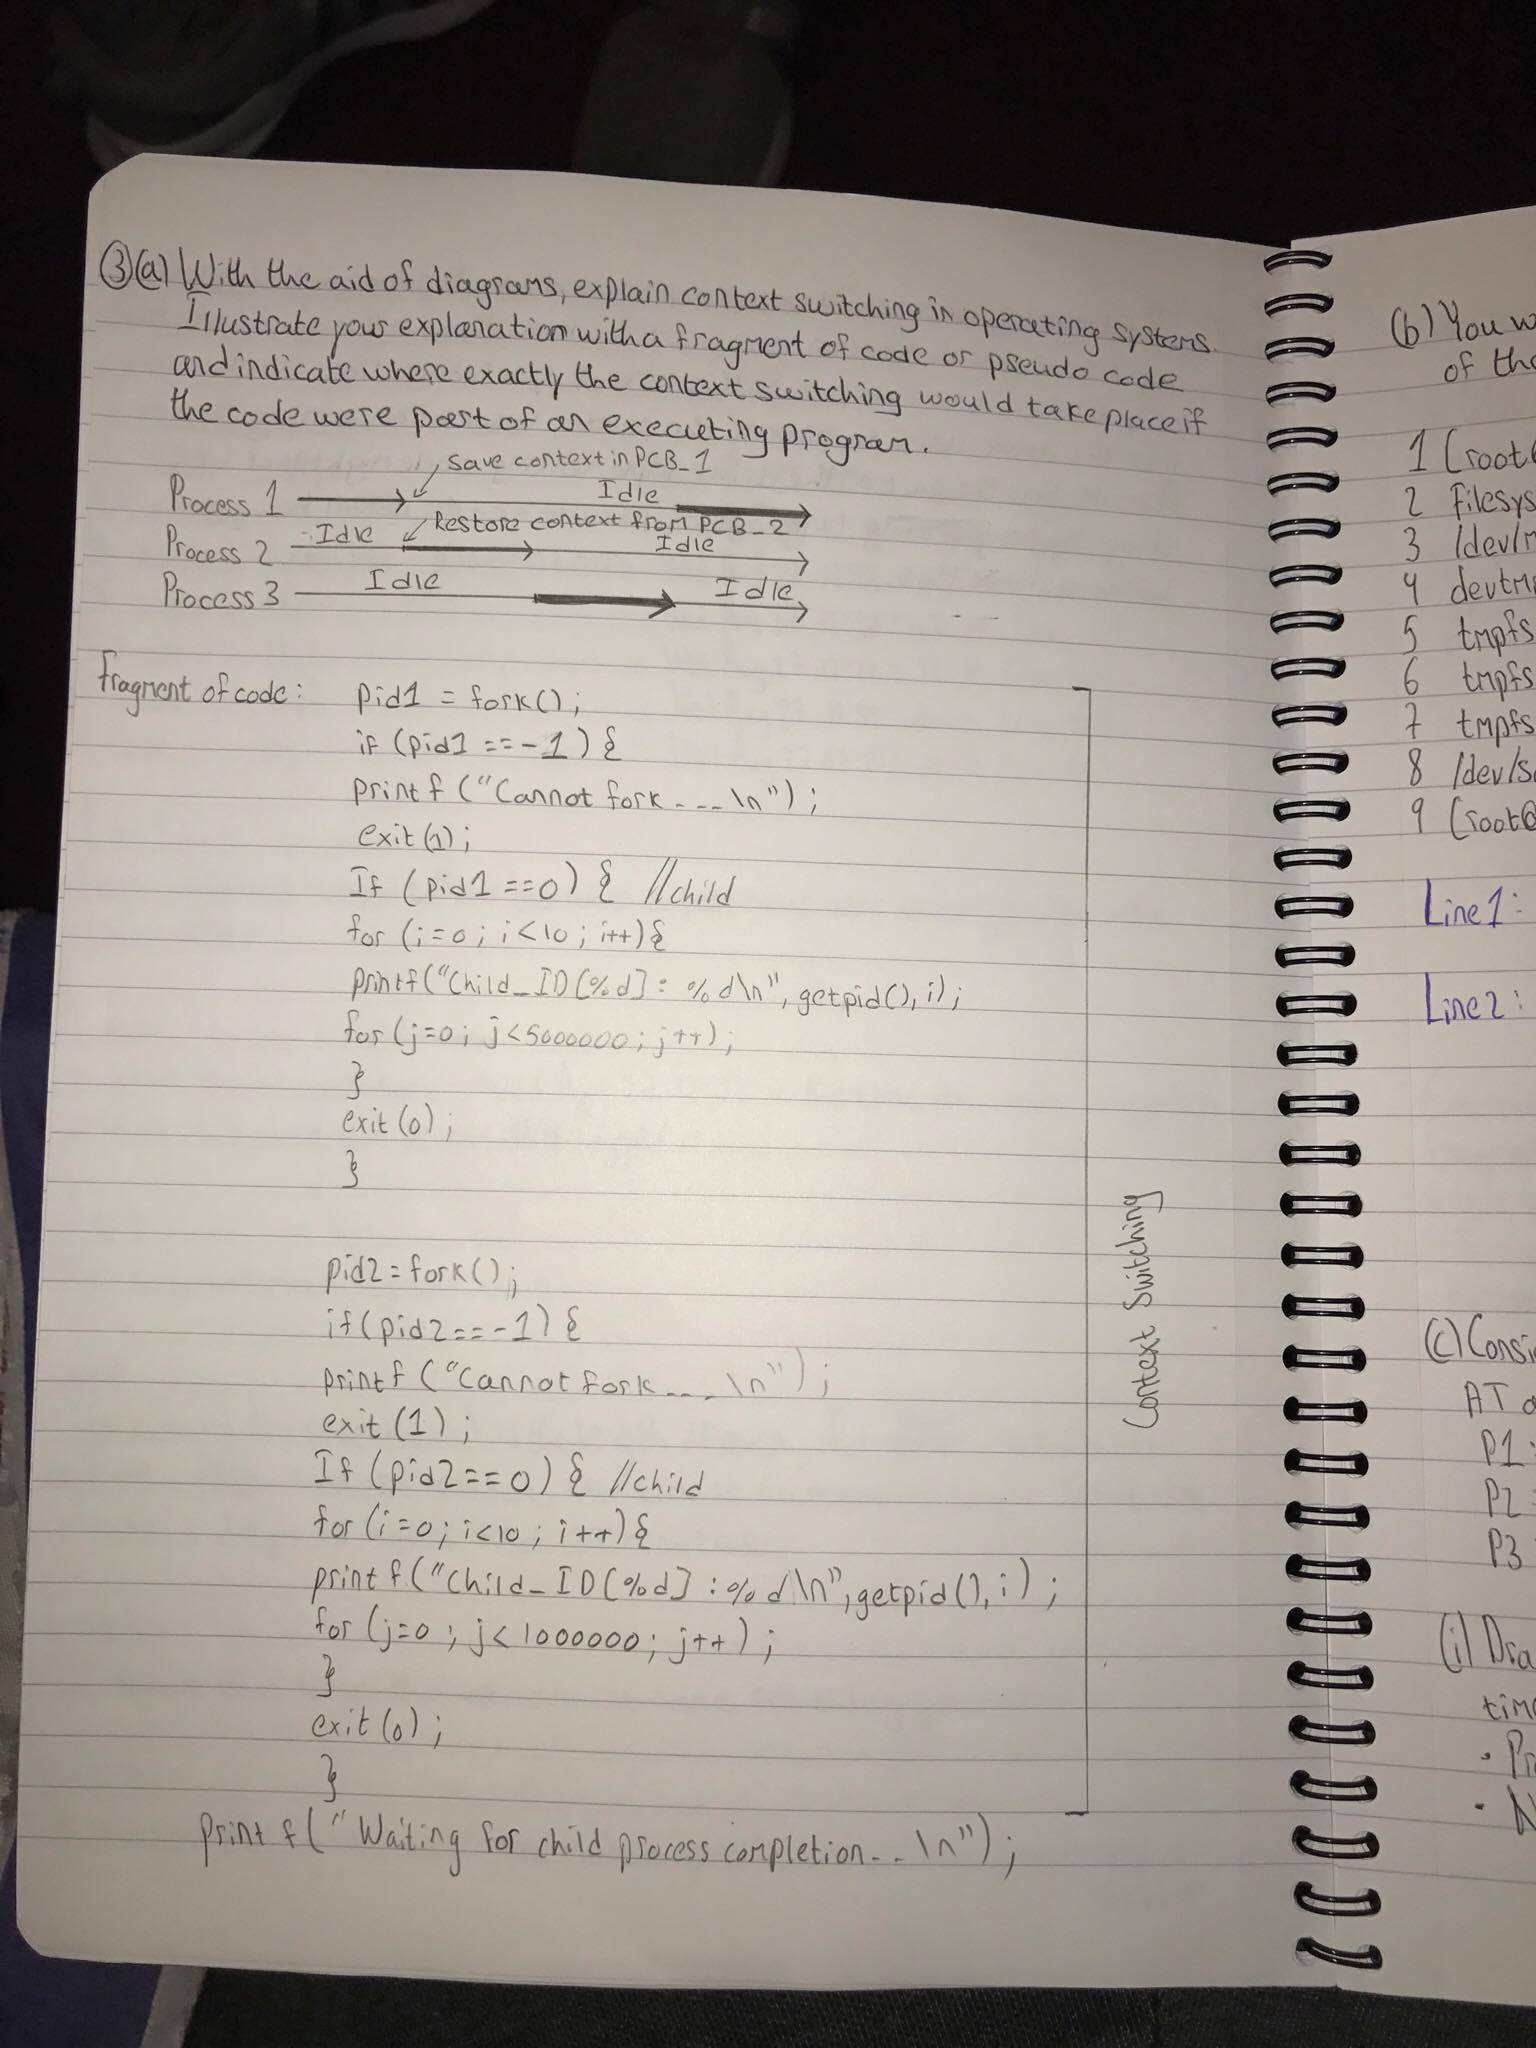 ③(a) With the aid of diagrams, explain context switching in operating systems.
Illustrate your explanation with a fragment of code or pseudo code
and indicate where exactly the context switching would take place if
the code were part of an executing program.
save context in PCB_1
Process 1 Idle
Restore context from PCB_2
Process 2 Idle Idle
Process 3 Idle Idle
Fragment of code: pid1 = fork();
if (pid1 == -1) {
printf ("Cannot fork... \n");
exit(1);
If (pid1 ==0) { //child
for (i=0; i<10; i++){
printf("Child_ID[%d]: %d\n", getpid(), i);
for (j=0; j<5000000; j++);
}
exit(0);
}
pid2 = fork();
if(pid2==-1) {
printf ("Cannot fork... \n");
exit (1);
If (pid2==0) { //child
for (i=0; i<10; i++){
printf("Child_ID[%d]:%d\n",getpid(),i);
for (j=0; j<1000000; j++);
}
exit(0);
}
Context Switching
printf("Waiting for child process completion.. \n");
(b) You w
of the
1 [root@
2 Filesys
3 /dev/m
4 devtmp
5 tmpfs
6 tmpfs
7 tmpfs
8 /dev/s
9 [root@
Line 1:
Line 2:
(c) Consi
AT
P1:
P2
P3
(i) Dra
time